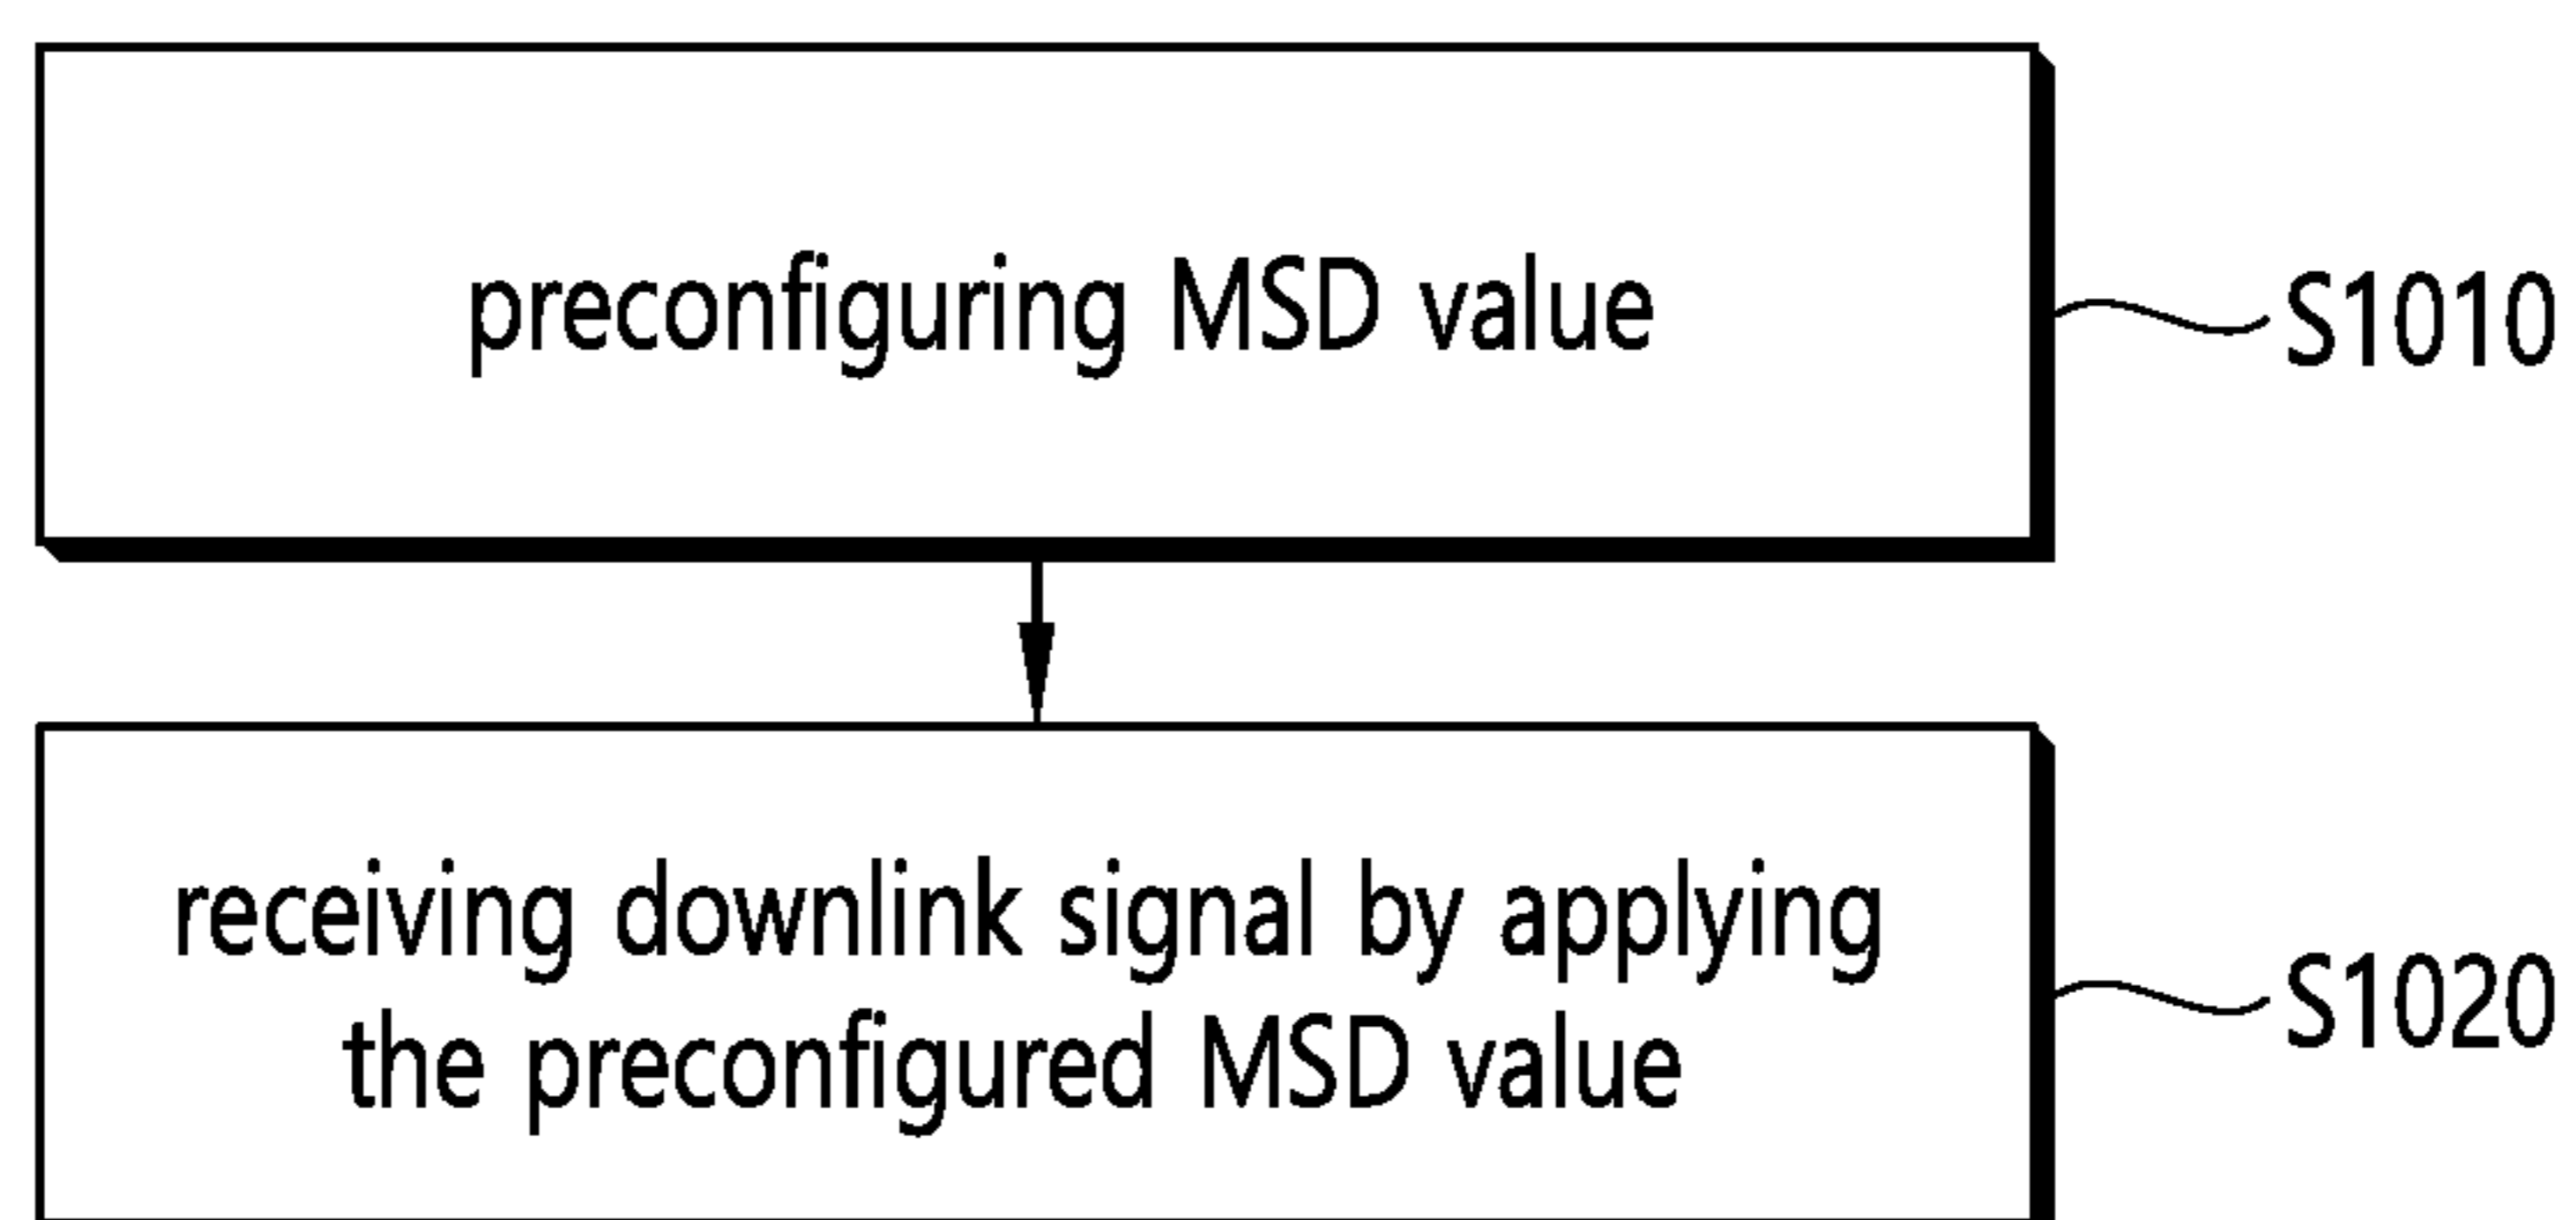 preconfiguring MSD value
S1010
receiving downlink signal by applying
the preconfigured MSD value
S1020